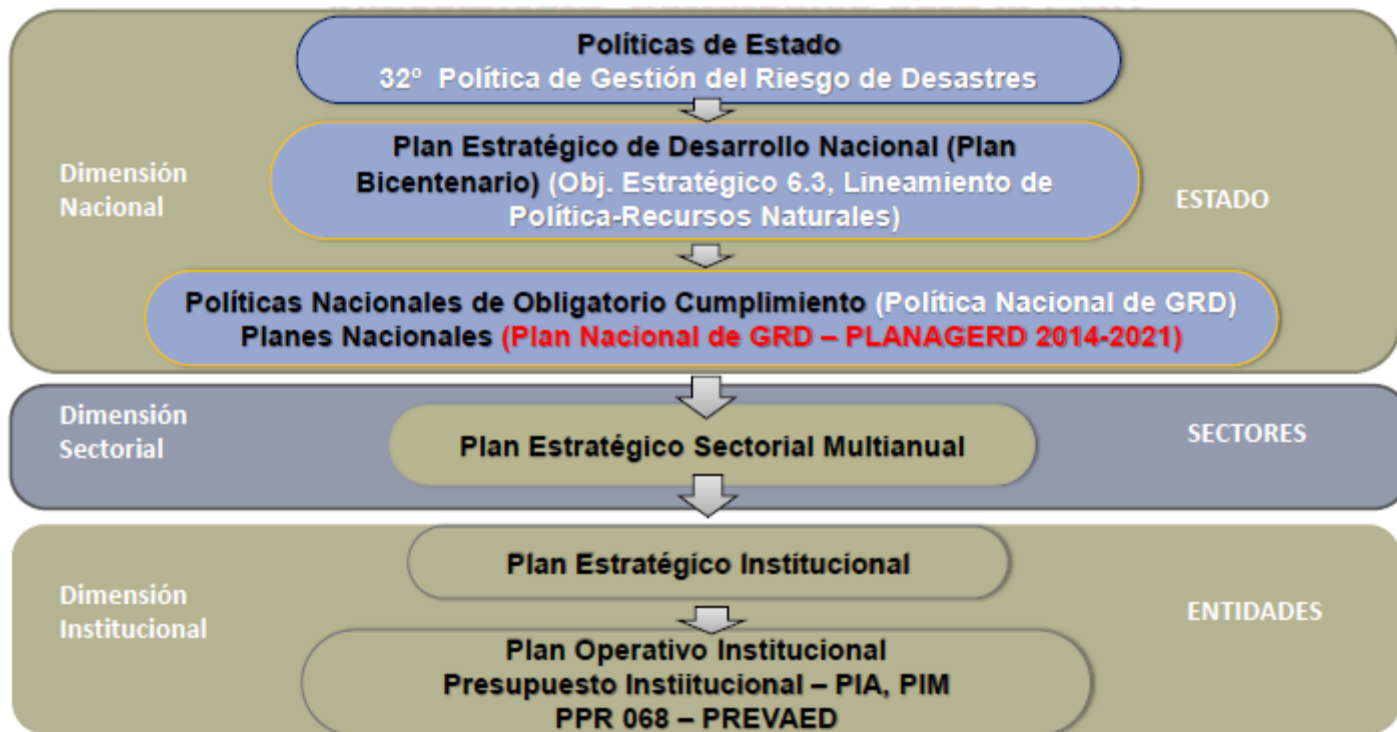 Políticas de Estado
32º Política de Gestión del Riesgo de Desastres
Dimensión
Nacional
Plan Estratégico de Desarrollo Nacional (Plan
Bicentenario) (Obj. Estratégico 6.3, Lineamiento de
Política-Recursos Naturales)
ESTADO
Políticas Nacionales de Obligatorio Cumplimiento (Política Nacional de GRD)
Planes Nacionales (Plan Nacional de GRD – PLANAGERD 2014-2021)
Dimensión
Sectorial
Plan Estratégico Sectorial Multianual
SECTORES
Plan Estratégico Institucional
Dimensión
Institucional
ENTIDADES
Plan Operativo Institucional
Presupuesto Instiitucional – PIA, PIM
PPR 068 – PREVAED